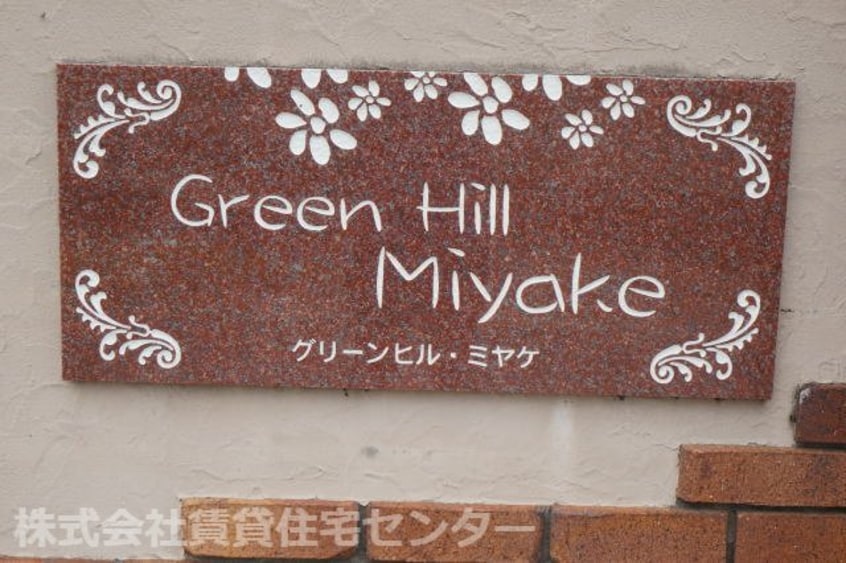 Green Hill
Miyake
グリーンヒル・ミヤケ
株式会社賃貸住宅センター